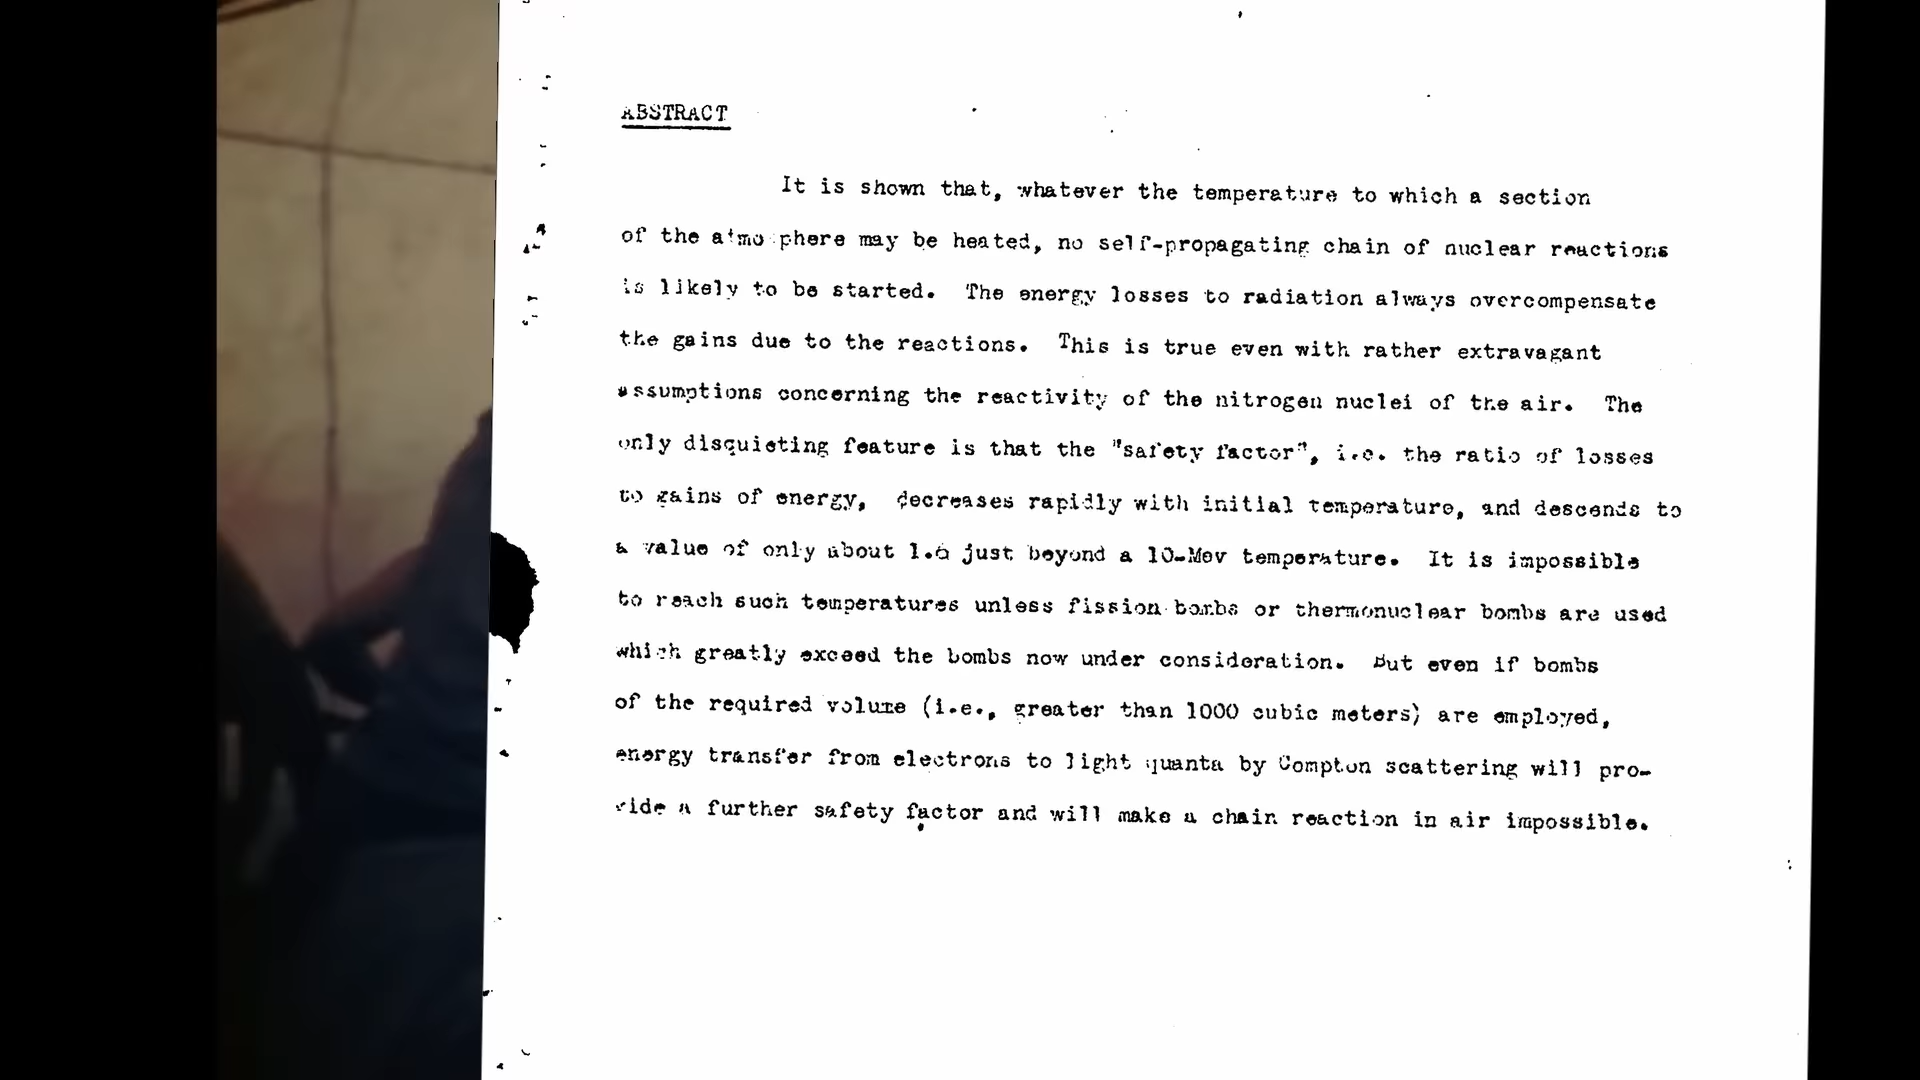 ABSTRACT
It is shown that, whatever the temperature to which a section
of the atmosphere may be heated, no self-propagating chain of nuclear reactions
is likely to be started. The energy losses to radiation always overcompensate
the gains due to the reactions. This is true even with rather extravagant
assumptions concerning the reactivity of the nitrogen nuclei of the air. The
only disquieting feature is that the "safety factor", i.e. the ratio of losses
to gains of energy, decreases rapidly with initial temperature, and descends to
a value of only about 1.6 just beyond a 10-Mev temperature. It is impossible
to reach such temperatures unless fission bombs or thermonuclear bombs are used
which greatly exceed the bombs now under consideration. But even if bombs
of the required volume (i.e., greater than 1000 cubic meters) are employed,
energy transfer from electrons to light quanta by Compton scattering will pro-
vide a further safety factor and will make a chain reaction in air impossible.